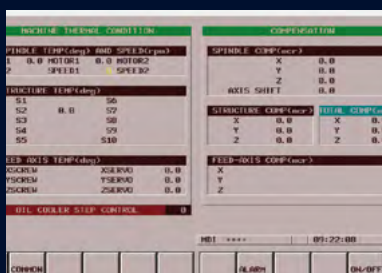 MACHINE THERMAL CONDITION
SPINDLE TEMP(deg) AND SPEED(rpm)
1 0.0 MOTOR1 0.0 MOTOR2
2 SPEED1 SPEED2
STRUCTURE TEMP(deg)
S1 S6
S2 0.0 S7
S3 S8
S4 S9
S5 S10
FEED AXIS TEMP(deg)
XSCREW XSERVO 0.0
YSCREW YSERVO 0.0
ZSCREW ZSERVO 0.0
OIL COOLER STEP CONTROL 0
COMPENSATION
SPINDLE COMP(mcr)
X 0.0
Y 0.0
Z 0.0
AXIS SHIFT 0.0
STRUCTURE COMP(mcr) TOTAL COMP(mcr
X 0.0 X 0.
Y 0.0 Y 0.
Z 0.0 Z 0.
FEED-AXIS COMP(mcr)
X
Y
Z
MDI **** 09:22:08
COMMON ALARM ON/OFF